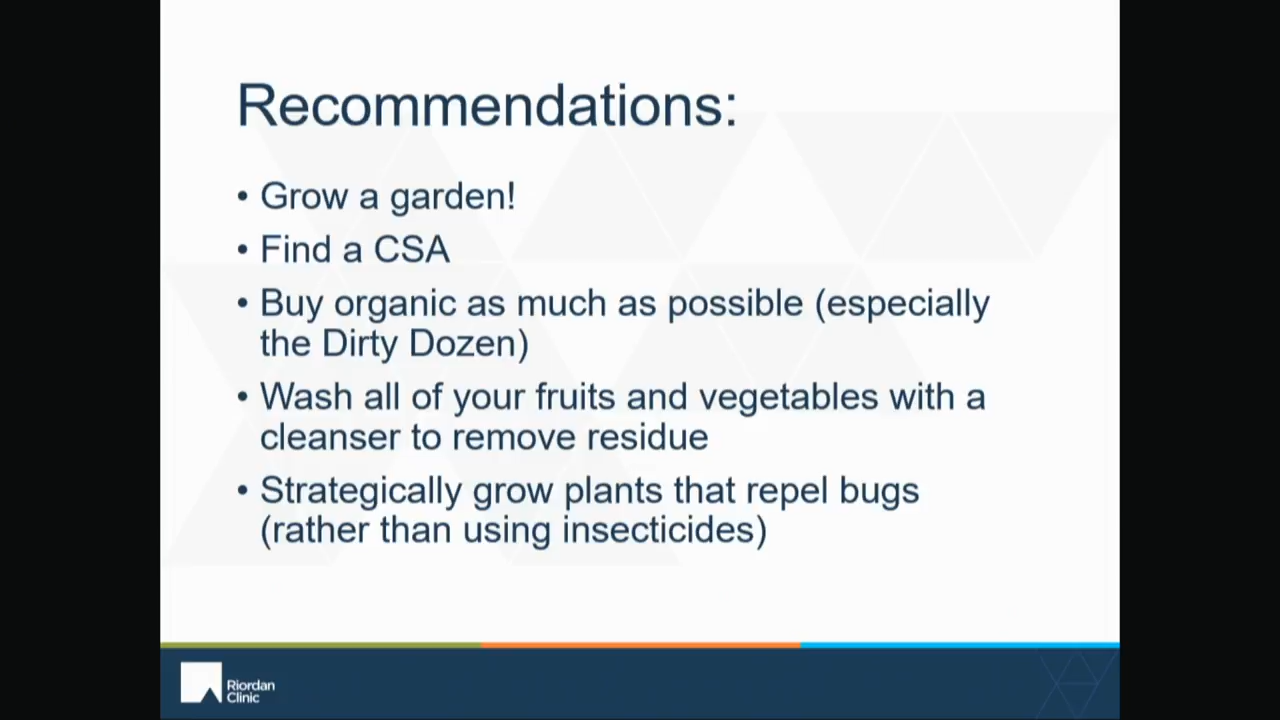 Recommendations:
• Grow a garden!
• Find a CSA
• Buy organic as much as possible (especially
the Dirty Dozen)
• Wash all of your fruits and vegetables with a
cleanser to remove residue
• Strategically grow plants that repel bugs
(rather than using insecticides)
Riordan
Clinic